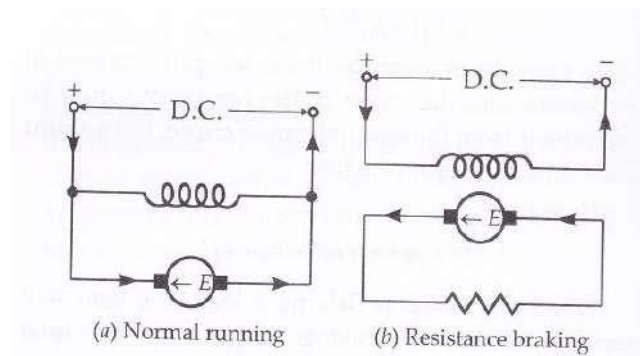 + D.C. −
E
(a) Normal running
+ D.C. −
E
(b) Resistance braking